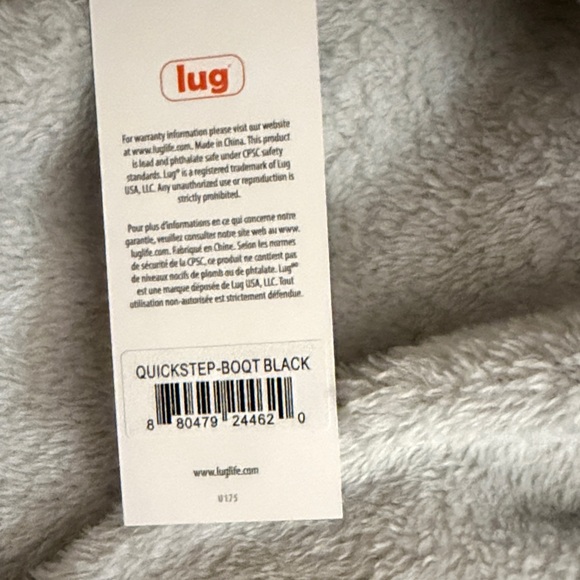 lug
For warranty information please visit our website
at www.luglife.com. Made in China. This product
is lead and phthalate safe under CPSC safety
standards. Lug® is a registered trademark of Lug
USA, LLC. Any unauthorized use or reproduction is
strictly prohibited.
Pour plus d'informations en ce qui concerne notre
garantie, veuillez consulter notre site web au www.
luglife.com. Fabriqué en Chine. Selon les normes
de sécurité de la CPSC, ce produit ne contient pas
de niveaux nocifs de plomb ou de phtalate. Lug
est une marque déposée de Lug USA, LLC. Tout
utilisation non-autorisée est strictement défendue.
QUICKSTEP-BOQT BLACK
8 80479 24462 0
www.luglife.com